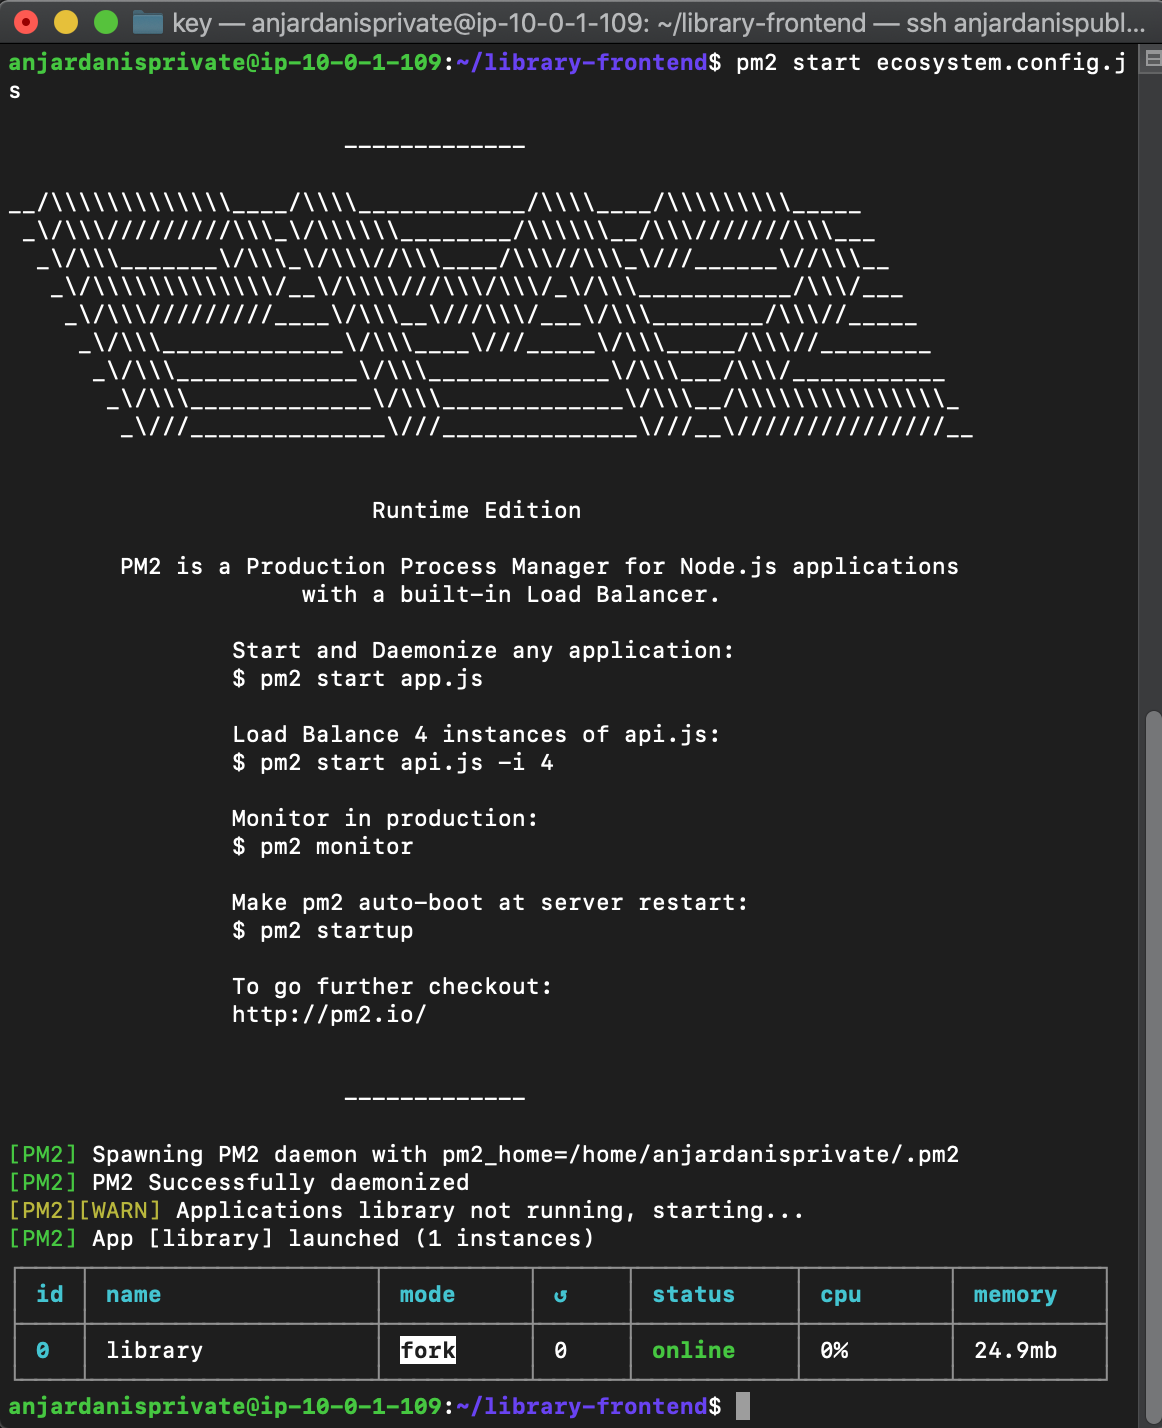 key — anjardanisprivate@ip-10-0-1-109: ~/library-frontend — ssh anjardanispubl...
anjardanisprivate@ip-10-0-1-109:~/library-frontend$ pm2 start ecosystem.config.j
s
-------------
__/\\\\\\\\\\\\\____/\\\\____________/\\\\____/\\\\\\\\\_____
_\/\\\/////////\\\_\/\\\\\\________/\\\\\\__/\\\///////\\\___
_\/\\\_______\/\\\_\/\\\//\\\____/\\\//\\\_\///______\//\\\__
_\/\\\\\\\\\\\\\/__\/\\\\///\\\/\\\/_\/\\\___________/\\\/___
_\/\\\/////////____\/\\\__\///\\\/___\/\\\________/\\\//_____
_\/\\\_____________\/\\\____\///_____\/\\\_____/\\\//________
_\/\\\_____________\/\\\_____________\/\\\___/\\\/___________
_\/\\\_____________\/\\\_____________\/\\\__/\\\\\\\\\\\\\\\_
_\///______________\///______________\///__\///////////////__
Runtime Edition
PM2 is a Production Process Manager for Node.js applications
with a built-in Load Balancer.
Start and Daemonize any application:
$ pm2 start app.js
Load Balance 4 instances of api.js:
$ pm2 start api.js -i 4
Monitor in production:
$ pm2 monitor
Make pm2 auto-boot at server restart:
$ pm2 startup
To go further checkout:
http://pm2.io/
-------------
[PM2] Spawning PM2 daemon with pm2_home=/home/anjardanisprivate/.pm2
[PM2] PM2 Successfully daemonized
[PM2][WARN] Applications library not running, starting...
[PM2] App [library] launched (1 instances)
id name mode ↺ status cpu memory
0 library fork 0 online 0% 24.9mb
anjardanisprivate@ip-10-0-1-109:~/library-frontend$